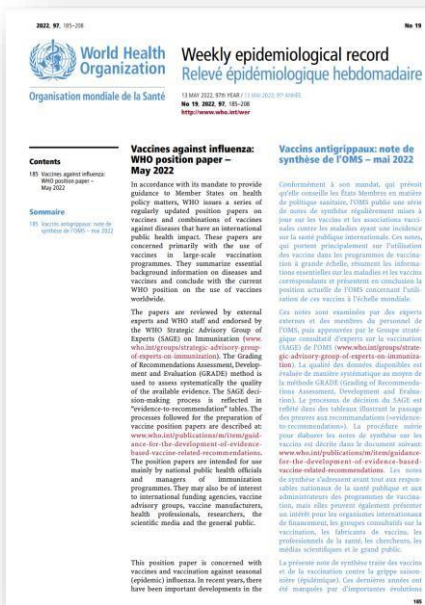 2022, 97, 185–208
No 19
World Health
Organization
Organisation mondiale de la Santé
Weekly epidemiological record
Relevé épidémiologique hebdomadaire
13 MAY 2022, 97th YEAR / 13 MAI 2022, 97e ANNÉE
No 19, 2022, 97, 185–208
http://www.who.int/wer
Contents
185 Vaccines against influenza:
WHO position paper –
May 2022
Sommaire
185 Vaccins antigrippaux: note de
synthèse de l'OMS – mai 2022
Vaccines against influenza:
WHO position paper –
May 2022
In accordance with its mandate to provide
guidance to Member States on health
policy matters, WHO issues a series of
regularly updated position papers on
vaccines and combinations of vaccines
against diseases that have an international
public health impact. These papers are
concerned primarily with the use of
vaccines in large-scale vaccination
programmes. They summarize essential
background information on diseases and
vaccines and conclude with the current
WHO position on the use of vaccines
worldwide.
The papers are reviewed by external
experts and WHO staff and endorsed by
the WHO Strategic Advisory Group of
Experts (SAGE) on Immunization (www.
who.int/groups/strategic-advisory-group-
of-experts-on-immunization). The Grading
of Recommendations Assessment, Develop-
ment and Evaluation (GRADE) method is
used to assess systematically the quality
of the available evidence. The SAGE deci-
sion-making process is reflected in
"evidence-to-recommendation" tables. The
processes followed for the preparation of
vaccine position papers are described at:
www.who.int/publications/m/item/guid-
ance-for-the-development-of-evidence-
based-vaccine-related-recommendations.
The position papers are intended for use
mainly by national public health officials
and managers of immunization
programmes. They may also be of interest
to international funding agencies, vaccine
advisory groups, vaccine manufacturers,
health professionals, researchers, the
scientific media and the general public.
This position paper is concerned with
vaccines and vaccination against seasonal
(epidemic) influenza. In recent years, there
have been important developments in the
Vaccins antigrippaux: note de
synthèse de l'OMS – mai 2022
Conformément à son mandat, qui prévoit
qu'elle conseille les États Membres en matière
de politique sanitaire, l'OMS publie une série
de notes de synthèse régulièrement mises à
jour sur les vaccins et les associations vacci-
nales contre les maladies ayant une incidence
sur la santé publique internationale. Ces notes,
qui portent principalement sur l'utilisation
des vaccins dans les programmes de vaccina-
tion à grande échelle, résument les informa-
tions essentielles sur les maladies et les vaccins
correspondants et présentent en conclusion la
position actuelle de l'OMS concernant l'utili-
sation de ces vaccins à l'échelle mondiale.
Ces notes sont examinées par des experts
externes et des membres du personnel de
l'OMS, puis approuvées par le Groupe straté-
gique consultatif d'experts sur la vaccination
(SAGE) de l'OMS (www.who.int/groups/strate-
gic-advisory-group-of-experts-on-immuniza-
tion). La qualité des données disponibles est
évaluée de manière systématique au moyen de
la méthode GRADE (Grading of Recommenda-
tions Assessment, Development and Evalua-
tion). Le processus de décision du SAGE est
reflété dans des tableaux illustrant le passage
des preuves aux recommandations («evidence-
to-recommendation»). La procédure suivie
pour élaborer les notes de synthèse sur les
vaccins est décrite dans le document suivant:
www.who.int/publications/m/item/guidance-
for-the-development-of-evidence-based-
vaccine-related-recommendations. Les notes
de synthèse s'adressent avant tout aux respon-
sables nationaux de la santé publique et aux
administrateurs des programmes de vaccina-
tion, mais elles peuvent également présenter
un intérêt pour les organismes internationaux
de financement, les groupes consultatifs sur la
vaccination, les fabricants de vaccins, les
professionnels de la santé, les chercheurs, les
médias scientifiques et le grand public.
La présente note de synthèse traite des vaccins
et de la vaccination contre la grippe saison-
nière (épidémique). Ces dernières années ont
été marquées par d'importantes évolutions
185